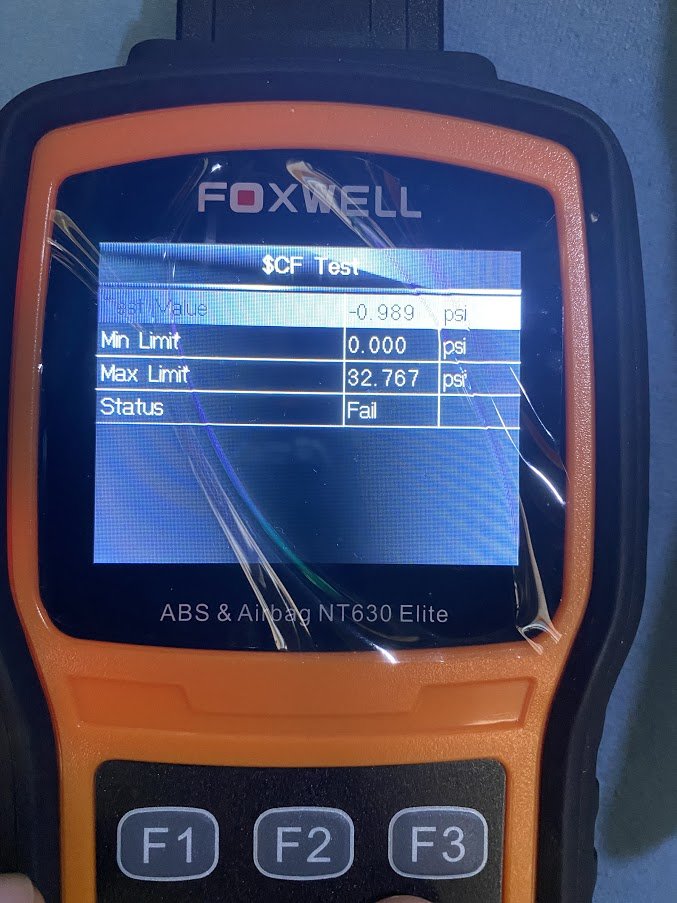 FOXWELL
$CF Test
Test Value -0.989 psi
Min Limit 0.000 psi
Max Limit 32.767 psi
Status Fail
ABS & Airbag NT630 Elite
F1 F2 F3